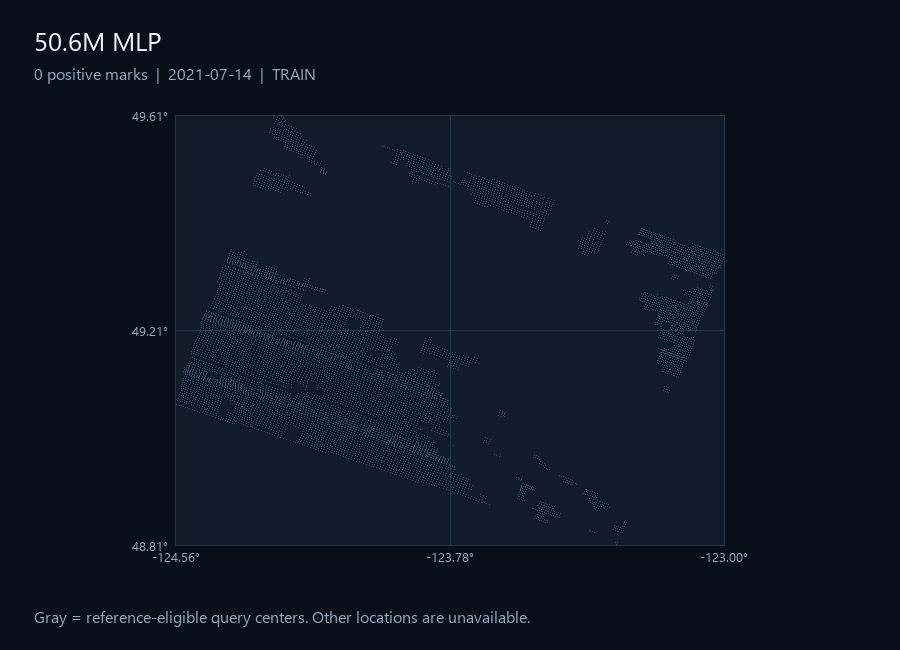 50.6M MLP
0 positive marks | 2021-07-14 | TRAIN
49.61°
49.21°
48.81°
-124.56°
-123.78°
-123.00°
Gray = reference-eligible query centers. Other locations are unavailable.